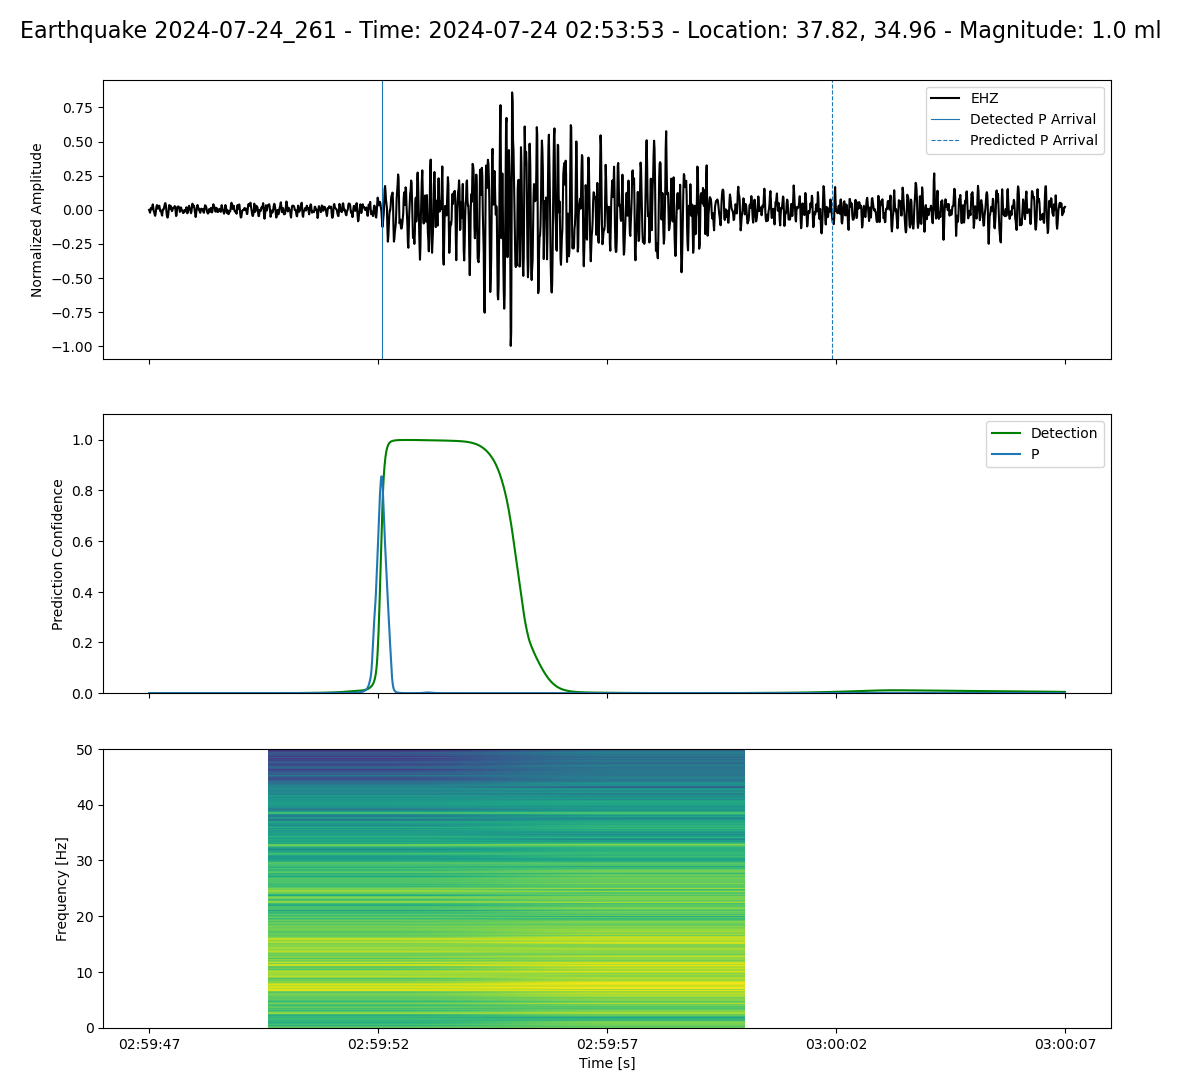 Earthquake 2024-07-24_261 - Time: 2024-07-24 02:53:53 - Location: 37.82, 34.96 - Magnitude: 1.0 ml
Normalized Amplitude
0.75
0.50
0.25
0.00
−0.25
−0.50
−0.75
−1.00
EHZ
Detected P Arrival
Predicted P Arrival
Prediction Confidence
1.0
0.8
0.6
0.4
0.2
0.0
Detection
P
Frequency [Hz]
50
40
30
20
10
0
02:59:47
02:59:52
02:59:57
03:00:02
03:00:07
Time [s]